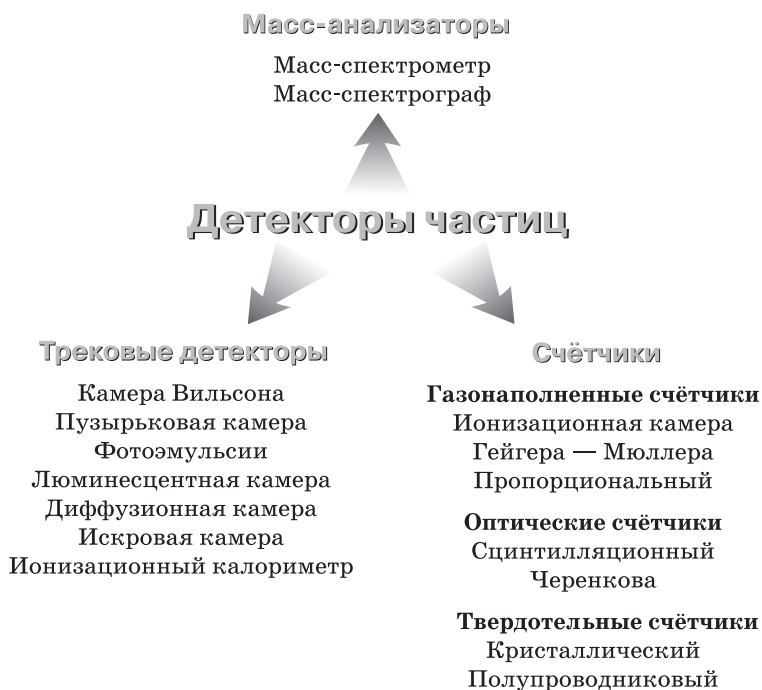 Масс-анализаторы
Масс-спектрометр
Масс-спектрограф
Детекторы частиц
Трековые детекторы
Камера Вильсона
Пузырьковая камера
Фотоэмульсии
Люминесцентная камера
Диффузионная камера
Искровая камера
Ионизационный калориметр
Счётчики
Газонаполненные счётчики
Ионизационная камера
Гейгера — Мюллера
Пропорциональный
Оптические счётчики
Сцинтилляционный
Черенкова
Твердотельные счётчики
Кристаллический
Полупроводниковый